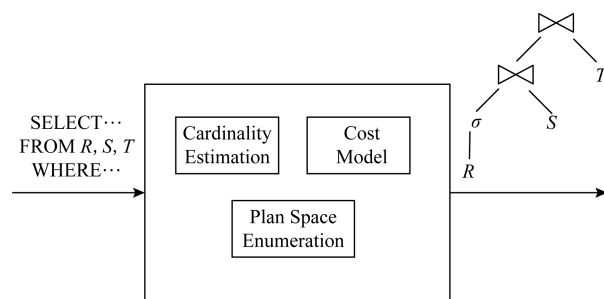 SELECT⋯
FROM R, S, T
WHERE⋯
Cardinality
Estimation
Cost
Model
Plan Space
Enumeration
T
σ
S
R